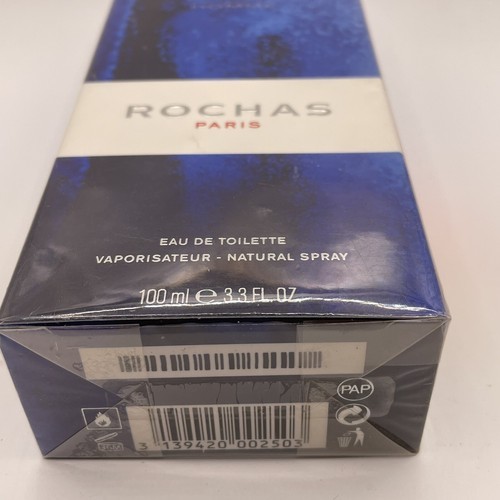 ROCHAS
PARIS
EAU DE TOILETTE
VAPORISATEUR - NATURAL SPRAY
100 ml ℮ 3.3 FL. OZ
PAP
3 139420 002503